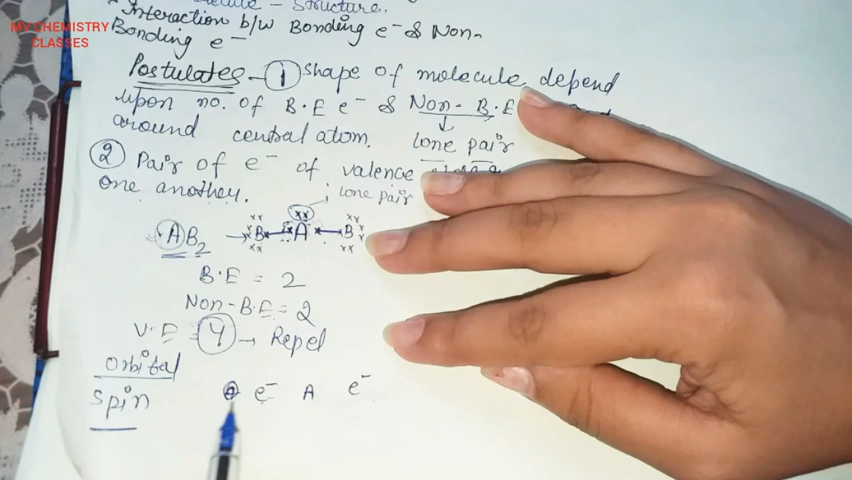 MY CHEMISTRY
CLASSES
- Structure.
* Interaction b/w Bonding e- & Non-
Bonding e-
Postulates - 1 Shape of molecule depend
upon no. of B.E e- & Non-B.E
around central atom. lone pair
2 Pair of e- of valence
one another. lone pair
AB2 → B A B
B.E = 2
Non-B.E = 2
V.E = 4 → Repel
Orbital
Spin e- A e-